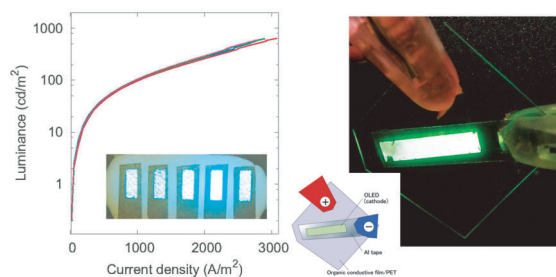 1000
100
10
1
Luminance (cd/m²)
0
1000
2000
3000
Current density (A/m²)
+
OLED
(cathode)
−
Al tape
Organic conductive film/PET